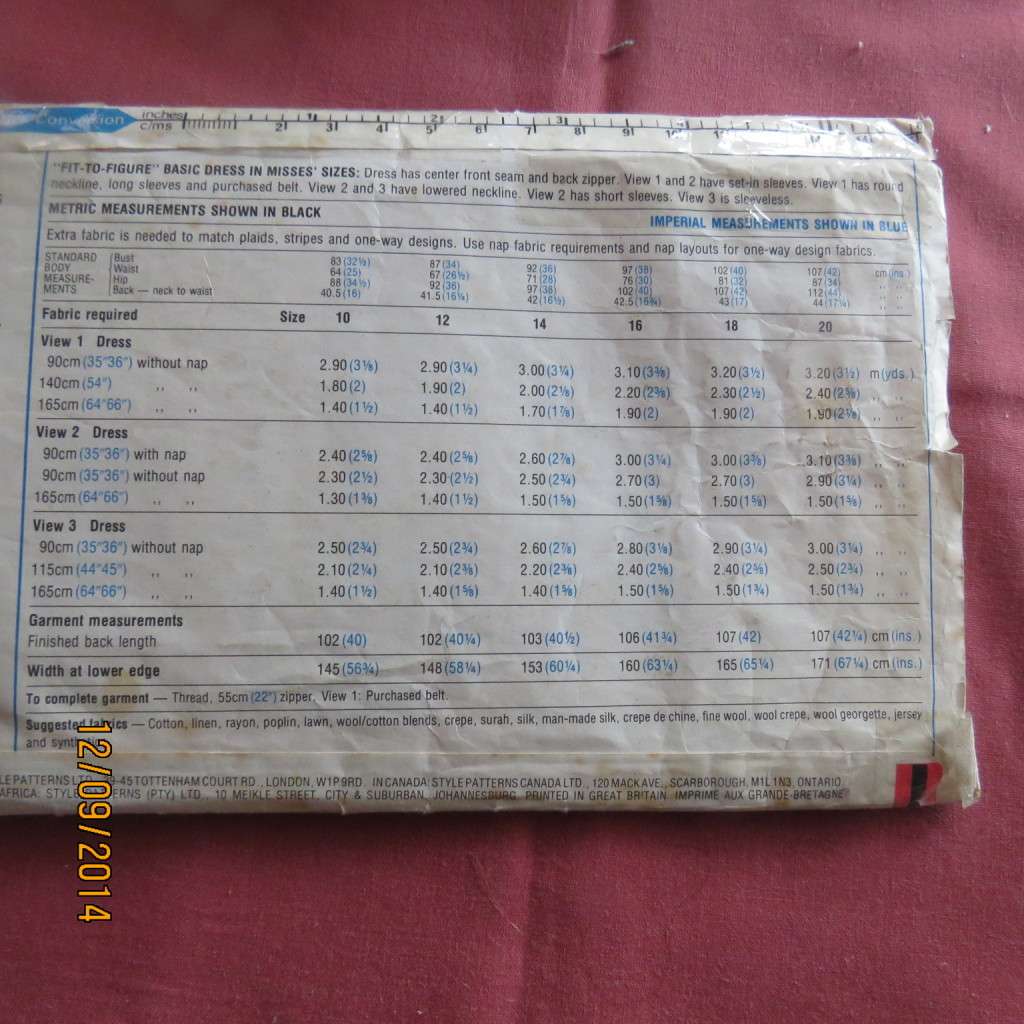 Conversion inches
c/ms
2 3 4 5 6 7 8 9
"FIT-TO-FIGURE" BASIC DRESS IN MISSES' SIZES: Dress has center front seam and back zipper. View 1 and 2 have set-in sleeves. View 1 has round
neckline, long sleeves and purchased belt. View 2 and 3 have lowered neckline. View 2 has short sleeves. View 3 is sleeveless.
METRIC MEASUREMENTS SHOWN IN BLACK IMPERIAL MEASUREMENTS SHOWN IN BLUE
Extra fabric is needed to match plaids, stripes and one-way designs. Use nap fabric requirements and nap layouts for one-way design fabrics.
STANDARD Bust 83 (32½) 87 (34) 92 (36) 97 (38) 102 (40) 107 (42) cm (ins.)
BODY Waist 64 (25) 67 (26½) 71 (28) 76 (30) 81 (32) 87 (34) ,, ,,
MEASURE- Hip 88 (34½) 92 (36) 97 (38) 102 (40) 107 (42) 112 (44) ,, ,,
MENTS Back — neck to waist 40.5 (16) 41.5 (16¼) 42 (16½) 42.5 (16¾) 43 (17) 44 (17¼) ,, ,,
Fabric required Size 10 12 14 16 18 20
View 1 Dress
90cm (35"36") without nap 2.90 (3⅛) 2.90 (3¼) 3.00 (3¼) 3.10 (3⅜) 3.20 (3½) 3.20 (3½) m (yds.)
140cm (54") ,, ,, 1.80 (2) 1.90 (2) 2.00 (2⅛) 2.20 (2⅜) 2.30 (2½) 2.40 (2⅝) ,, ,,
165cm (64"66") ,, ,, 1.40 (1½) 1.40 (1½) 1.70 (1⅞) 1.90 (2) 1.90 (2) 1.90 (2⅛) ,, ,,
View 2 Dress
90cm (35"36") with nap 2.40 (2⅝) 2.40 (2⅝) 2.60 (2⅞) 3.00 (3¼) 3.00 (3⅜) 3.10 (3⅜) ,, ,,
90cm (35"36") without nap 2.30 (2½) 2.30 (2½) 2.50 (2¾) 2.70 (3) 2.70 (3) 2.90 (3¼) ,, ,,
165cm (64"66") ,, ,, 1.30 (1⅜) 1.40 (1½) 1.50 (1⅝) 1.50 (1⅝) 1.50 (1⅝) 1.50 (1⅝) ,, ,,
View 3 Dress
90cm (35"36") without nap 2.50 (2¾) 2.50 (2¾) 2.60 (2⅞) 2.80 (3⅛) 2.90 (3¼) 3.00 (3¼) ,, ,,
115cm (44"45") ,, ,, 2.10 (2¼) 2.10 (2⅜) 2.20 (2⅜) 2.40 (2⅝) 2.40 (2⅝) 2.50 (2¾) ,, ,,
165cm (64"66") ,, ,, 1.40 (1½) 1.40 (1⅝) 1.40 (1⅝) 1.50 (1⅝) 1.50 (1¾) 1.50 (1¾) ,, ,,
Garment measurements
Finished back length 102 (40) 102 (40¼) 103 (40½) 106 (41¾) 107 (42) 107 (42¼) cm (ins.)
Width at lower edge 145 (56¾) 148 (58¼) 153 (60¼) 160 (63¼) 165 (65¼) 171 (67¼) cm (ins.)
To complete garment — Thread, 55cm (22") zipper, View 1: Purchased belt.
Suggested fabrics — Cotton, linen, rayon, poplin, lawn, wool/cotton blends, crepe, surah, silk, man-made silk, crepe de chine, fine wool, wool crepe, wool georgette, jersey
and
LE PATTERNS LTD., 45 TOTTENHAM COURT RD., LONDON, W1P 9RD. IN CANADA: STYLE PATTERNS CANADA LTD., 120 MACK AVE., SCARBOROUGH, M1L 1N3, ONTARIO.
AFRICA: STYLE PATTERNS (PTY) LTD., 10 MEIKLE STREET, CITY & SUBURBAN, JOHANNESBURG. PRINTED IN GREAT BRITAIN. IMPRIME AUX GRANDE-BRETAGNE
12/09/2014